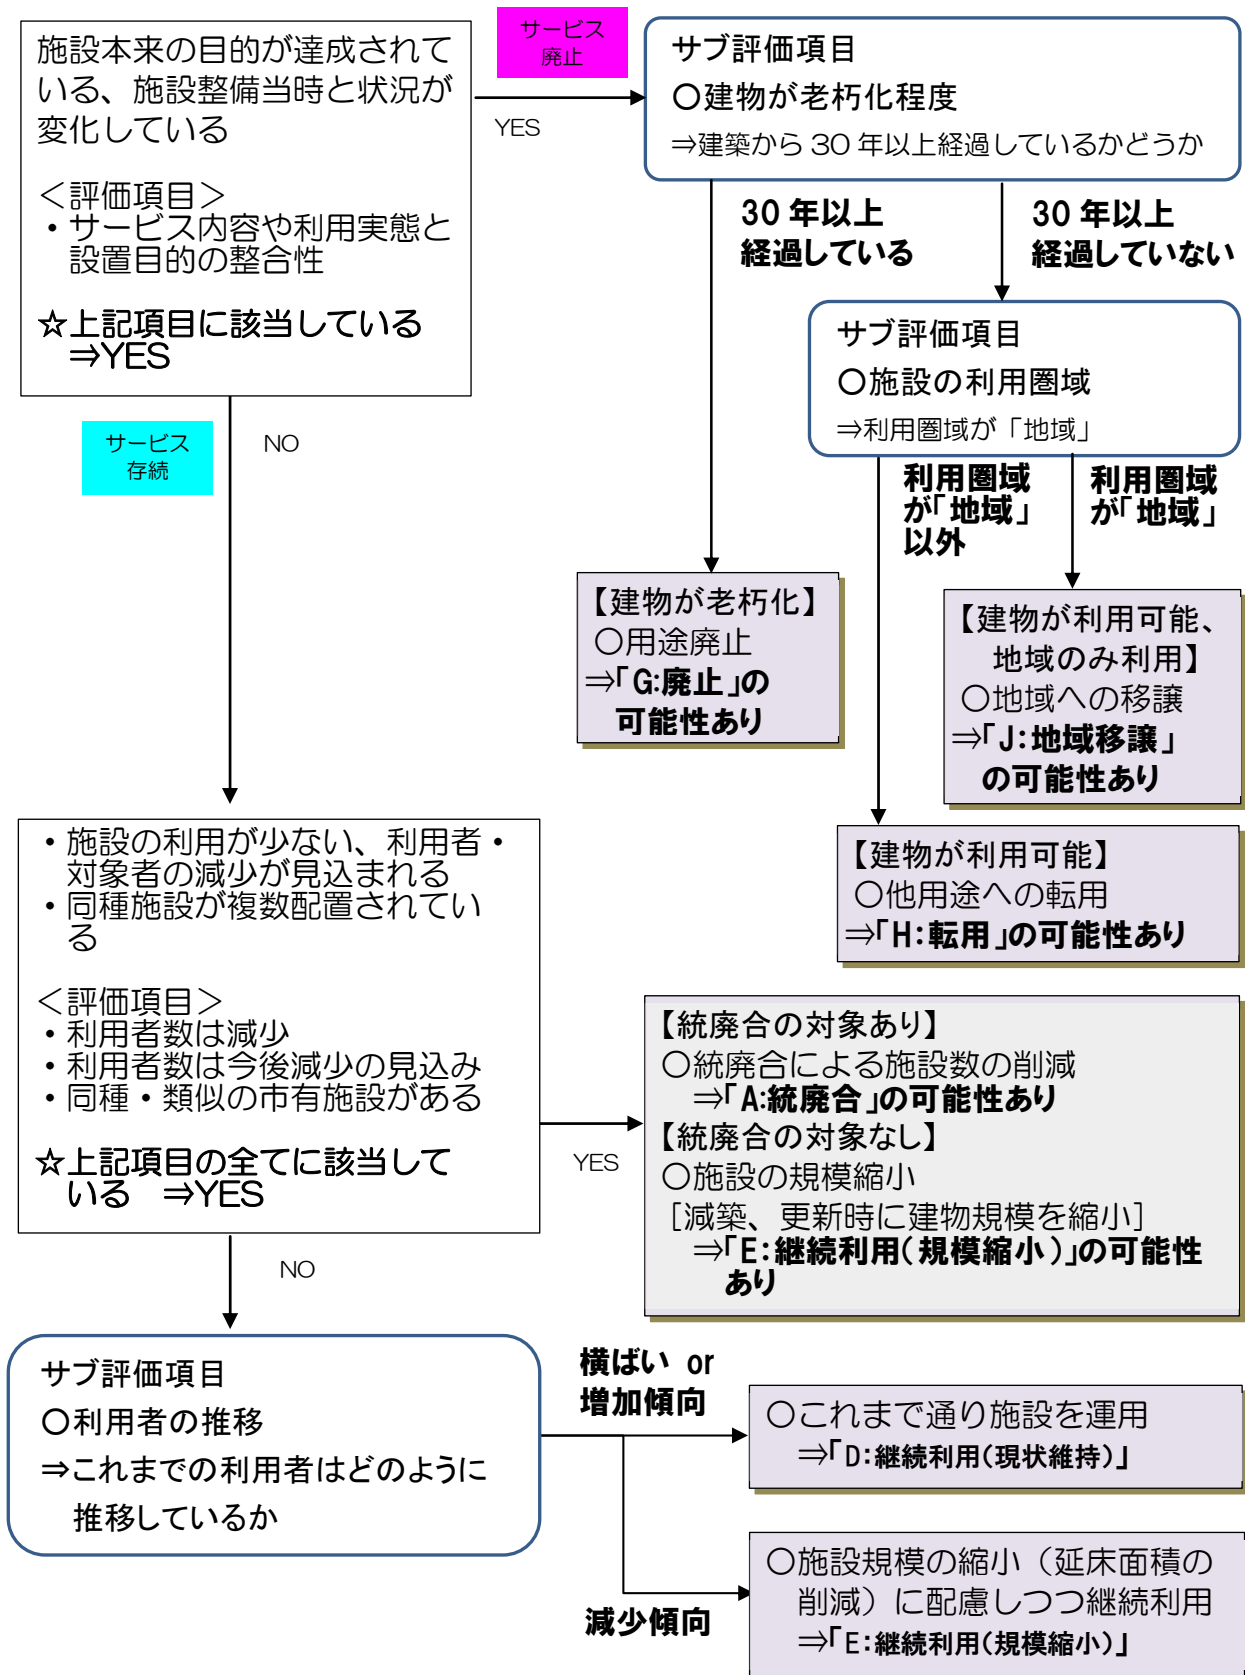 施設本来の目的が達成されて
いる、施設整備当時と状況が
変化している
＜評価項目＞
・サービス内容や利用実態と
設置目的の整合性
☆上記項目に該当している
⇒YES
サービス
廃止
YES
サブ評価項目
○建物が老朽化程度
⇒建築から 30 年以上経過しているかどうか
30 年以上
経過している
30 年以上
経過していない
サブ評価項目
○施設の利用圏域
⇒利用圏域が「地域」
サービス
存続
NO
利用圏域
が「地域」
以外
利用圏域
が「地域」
【建物が老朽化】
○用途廃止
⇒「G:廃止」の
可能性あり
【建物が利用可能、
地域のみ利用】
○地域への移譲
⇒「J:地域移譲」
の可能性あり
【建物が利用可能】
○他用途への転用
⇒「H:転用」の可能性あり
・施設の利用が少ない、利用者・
対象者の減少が見込まれる
・同種施設が複数配置されてい
る
＜評価項目＞
・利用者数は減少
・利用者数は今後減少の見込み
・同種・類似の市有施設がある
☆上記項目の全てに該当して
いる　⇒YES
YES
【統廃合の対象あり】
○統廃合による施設数の削減
⇒「A:統廃合」の可能性あり
【統廃合の対象なし】
○施設の規模縮小
［減築、更新時に建物規模を縮小］
⇒「E:継続利用(規模縮小)」の可能性
あり
NO
サブ評価項目
○利用者の推移
⇒これまでの利用者はどのように
推移しているか
横ばい or
増加傾向
○これまで通り施設を運用
⇒「D:継続利用(現状維持)」
減少傾向
○施設規模の縮小（延床面積の
削減）に配慮しつつ継続利用
⇒「E:継続利用(規模縮小)」